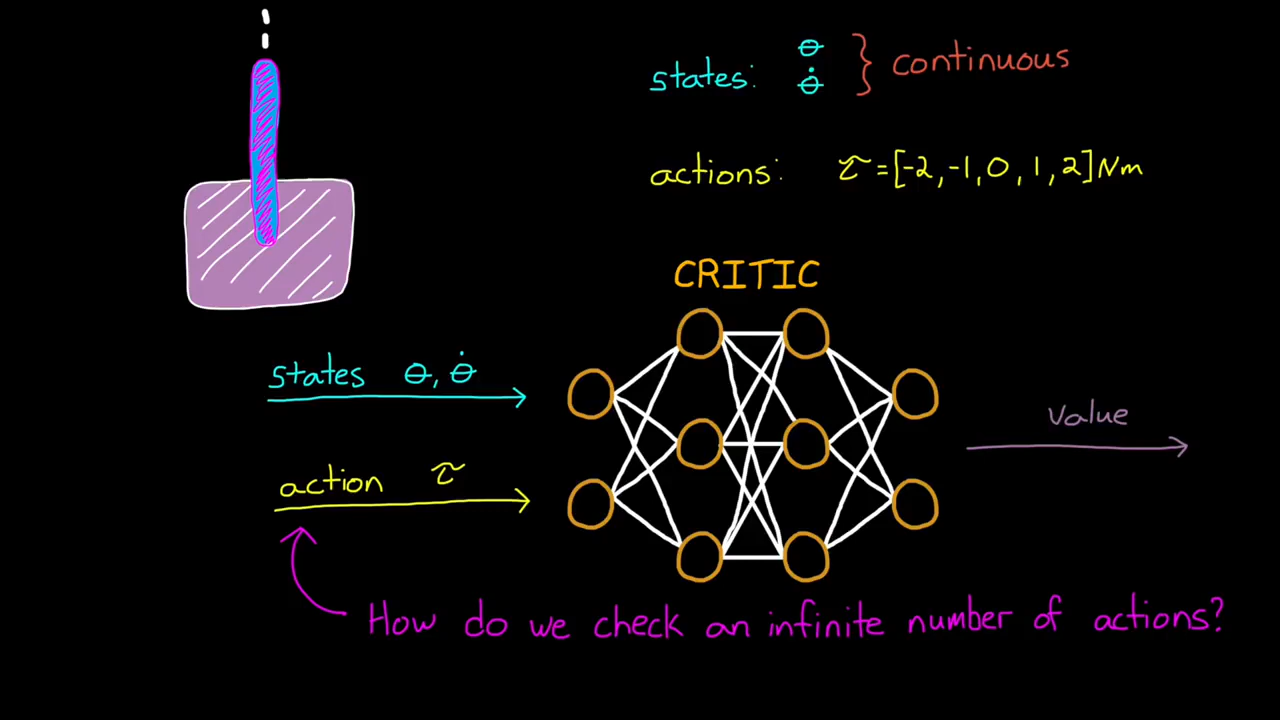 states: θ
θ̇ } continuous
actions: τ = [-2, -1, 0, 1, 2] Nm
CRITIC
states θ, θ̇
value
action τ
How do we check an infinite number of actions?